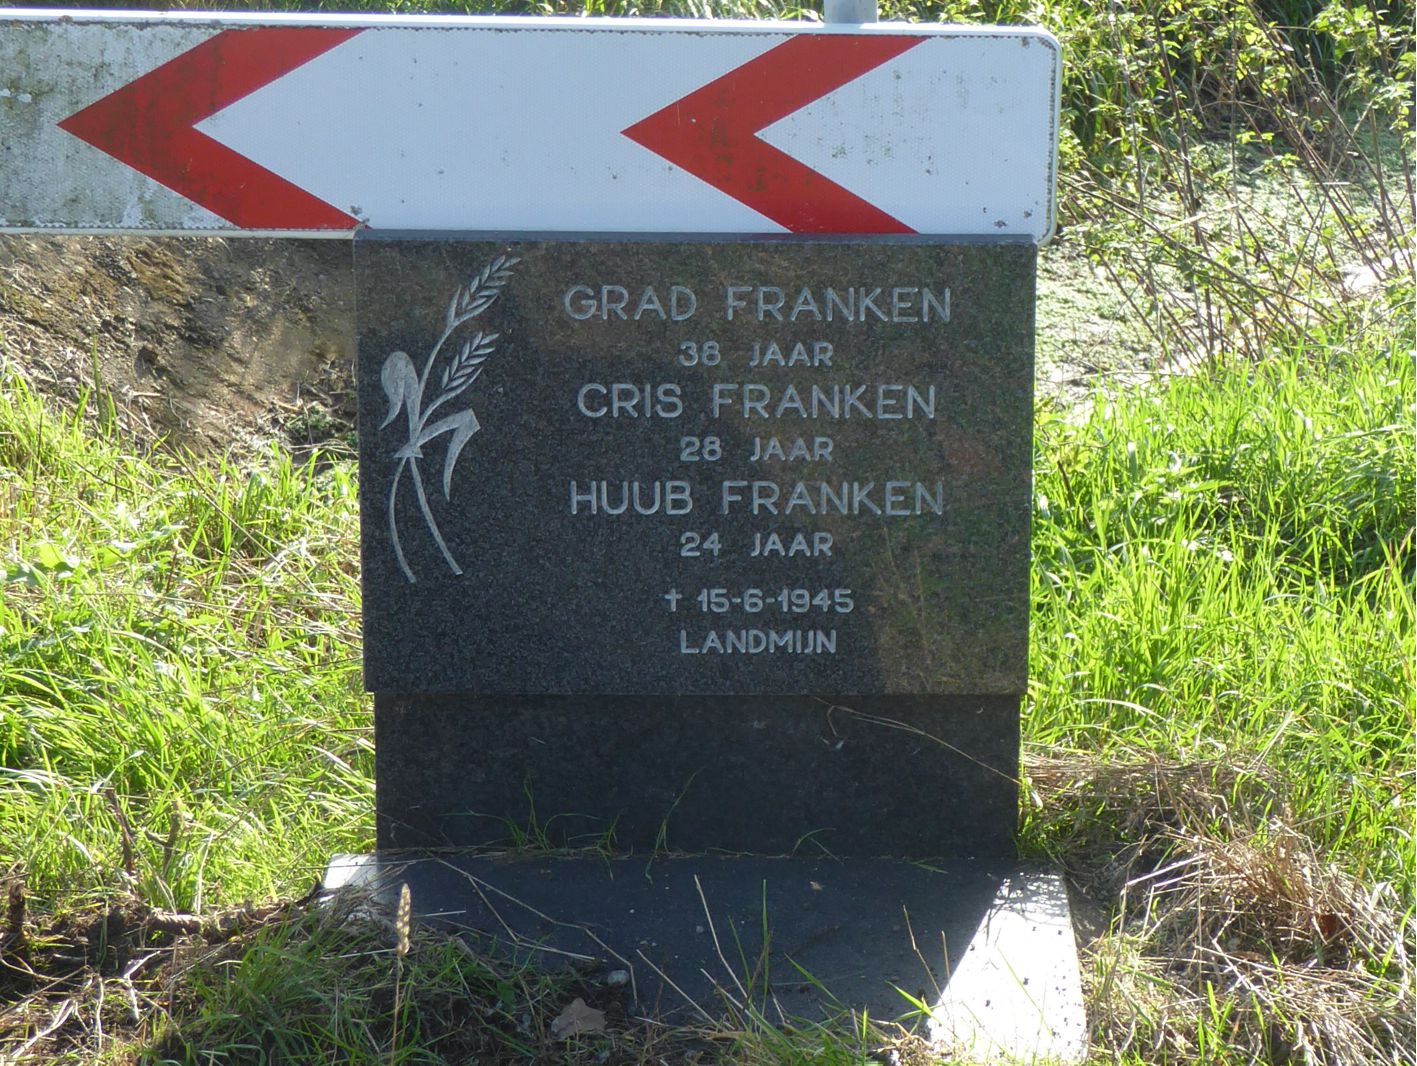 GRAD FRANKEN
38 JAAR
CRIS FRANKEN
28 JAAR
HUUB FRANKEN
24 JAAR
† 15-6-1945
LANDMIJN